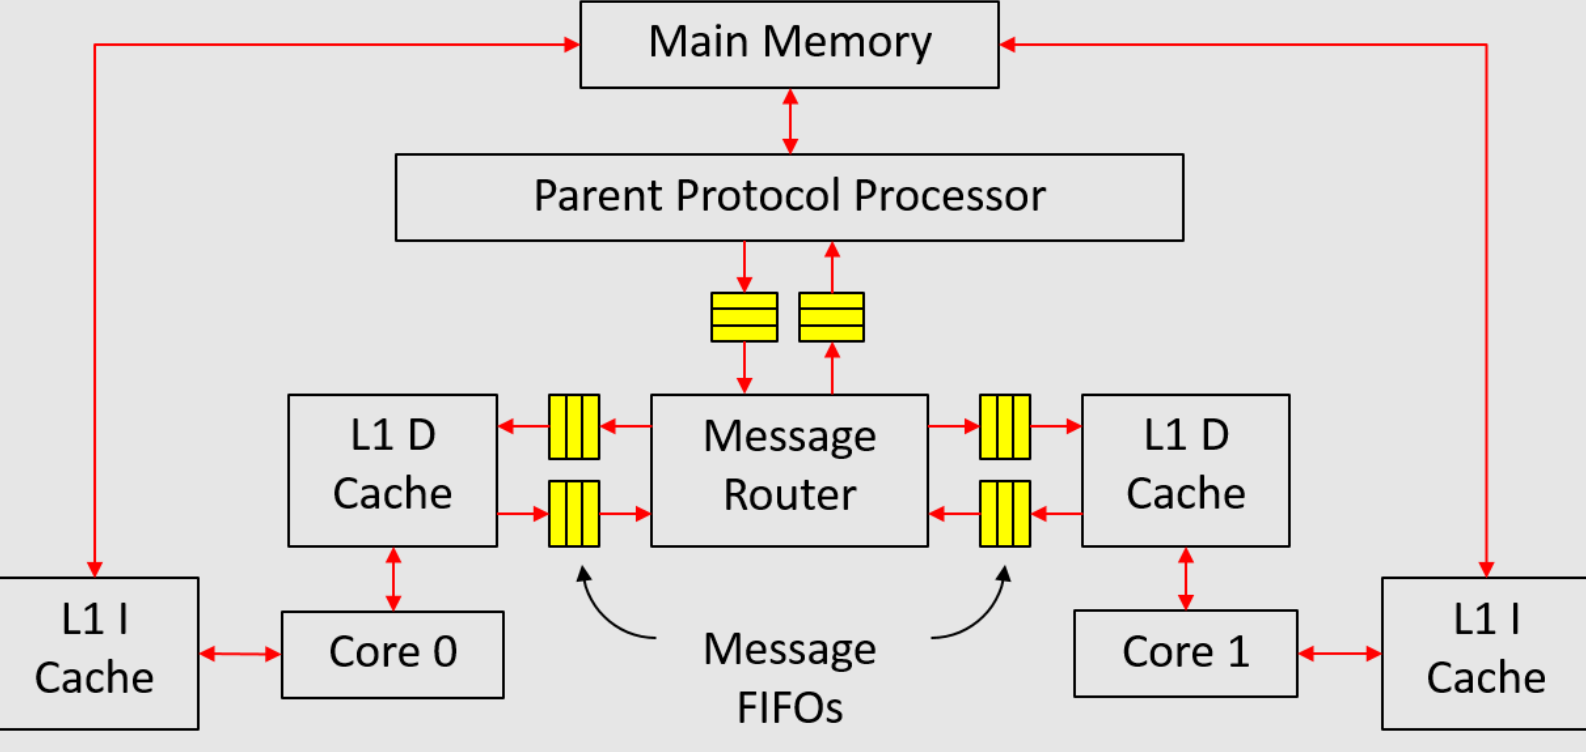 Main Memory
Parent Protocol Processor
L1 D
Cache
Message
Router
L1 D
Cache
L1 I
Cache
Core 0
Message
FIFOs
Core 1
L1 I
Cache